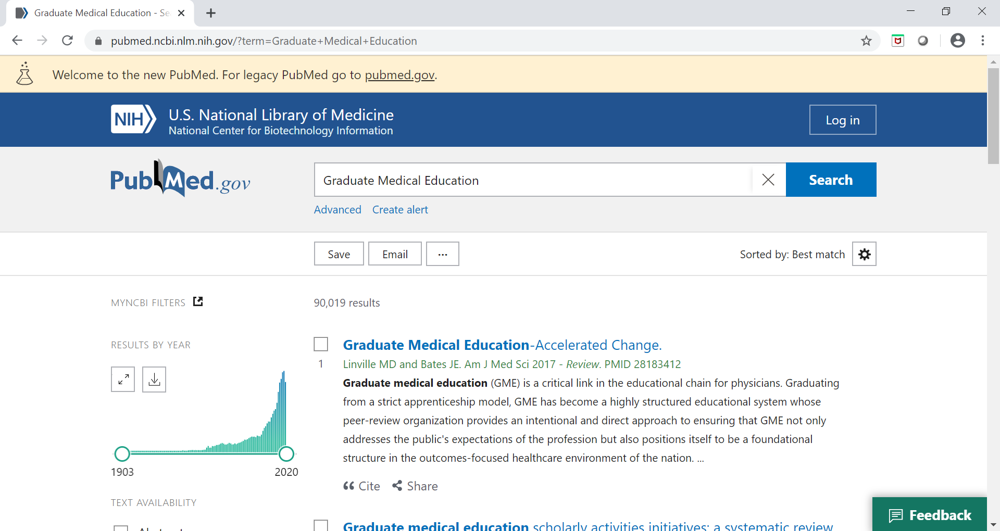 Graduate Medical Education - Se
pubmed.ncbi.nlm.nih.gov/?term=Graduate+Medical+Education
Welcome to the new PubMed. For legacy PubMed go to pubmed.gov.
NIH U.S. National Library of Medicine
National Center for Biotechnology Information
Log in
PubMed.gov
Graduate Medical Education
Search
Advanced Create alert
Save Email ... Sorted by: Best match
MYNCBI FILTERS
90,019 results
RESULTS BY YEAR
1903 2020
TEXT AVAILABILITY
Abstract
1
Graduate Medical Education-Accelerated Change.
Linville MD and Bates JE. Am J Med Sci 2017 - Review. PMID 28183412
Graduate medical education (GME) is a critical link in the educational chain for physicians. Graduating
from a strict apprenticeship model, GME has become a highly structured educational system whose
peer-review organization provides an intentional and direct approach to ensuring that GME not only
addresses the public's expectations of the profession but also positions itself to be a foundational
structure in the outcomes-focused healthcare environment of the nation. ...
Cite Share
Graduate medical education scholarly activities initiatives: a systematic review
Feedback